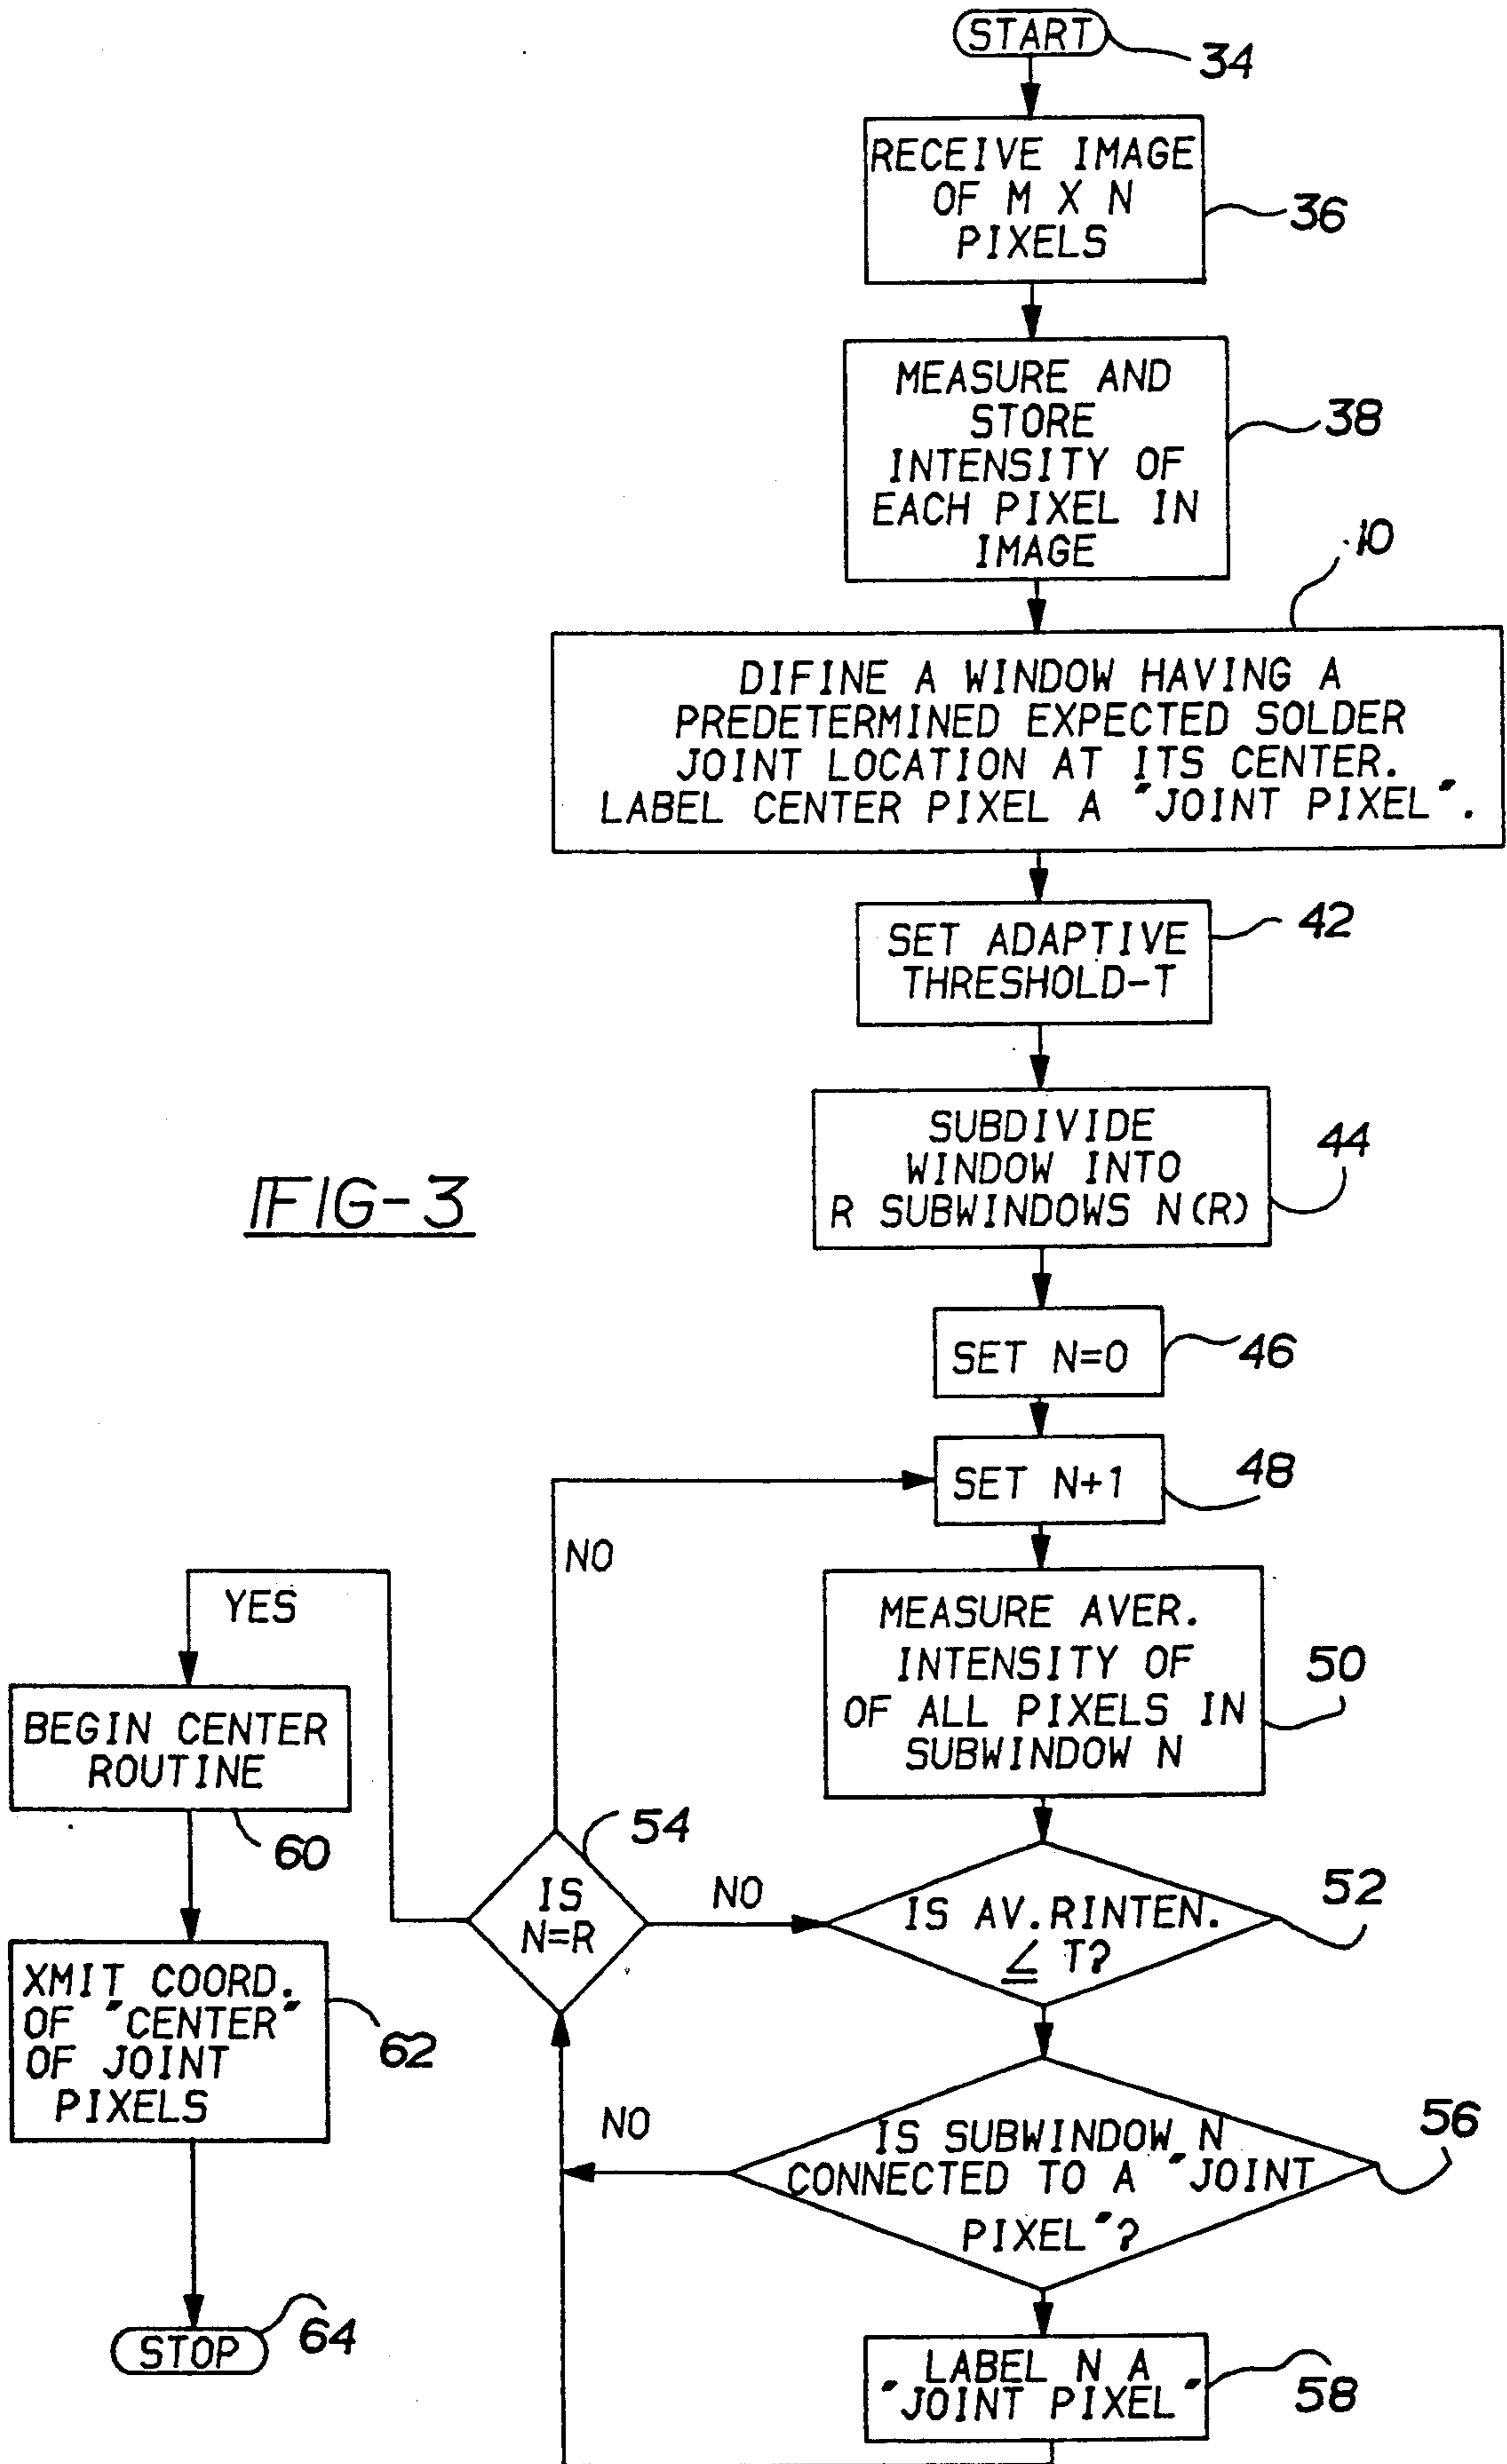 START
34
RECEIVE IMAGE
OF M X N
PIXELS
36
MEASURE AND
STORE
INTENSITY OF
EACH PIXEL IN
IMAGE
38
10
DIFINE A WINDOW HAVING A
PREDETERMINED EXPECTED SOLDER
JOINT LOCATION AT ITS CENTER.
LABEL CENTER PIXEL A "JOINT PIXEL".
SET ADAPTIVE
THRESHOLD-T
42
SUBDIVIDE
WINDOW INTO
R SUBWINDOWS N(R)
44
FIG-3
SET N=0
46
SET N+1
48
NO
YES
MEASURE AVER.
INTENSITY OF
OF ALL PIXELS IN
SUBWINDOW N
50
BEGIN CENTER
ROUTINE
60
54
IS
N=R
NO
IS AV.RINTEN.
≤ T?
52
XMIT COORD.
OF "CENTER"
OF JOINT
PIXELS
62
NO
IS SUBWINDOW N
CONNECTED TO A "JOINT
PIXEL"?
56
STOP
64
LABEL N A
"JOINT PIXEL"
58